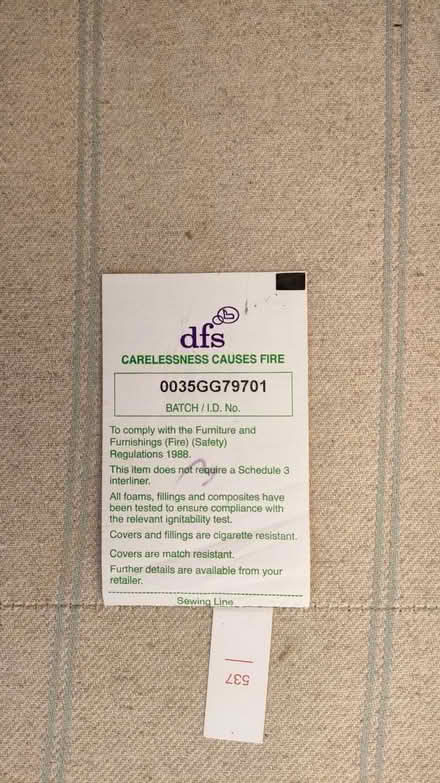 dfs
CARELESSNESS CAUSES FIRE
0035GG79701
BATCH / I.D. No.
To comply with the Furniture and
Furnishings (Fire) (Safety)
Regulations 1988.
This item does not require a Schedule 3
interliner.
All foams, fillings and composites have
been tested to ensure compliance with
the relevant ignitability test.
Covers and fillings are cigarette resistant.
Covers are match resistant.
Further details are available from your
retailer.
Sewing Line
537